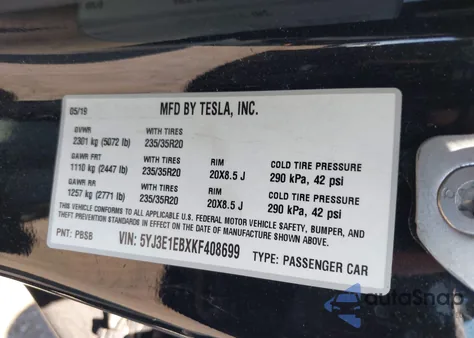 05/19 MFD BY TESLA, INC.
GVWR WITH TIRES
2301 kg (5072 lb) 235/35R20
GAWR FRT WITH TIRES RIM COLD TIRE PRESSURE
1110 kg (2447 lb) 235/35R20 20X8.5 J 290 kPa, 42 psi
GAWR RR WITH TIRES RIM COLD TIRE PRESSURE
1257 kg (2771 lb) 235/35R20 20X8.5 J 290 kPa, 42 psi
THIS VEHICLE CONFORMS TO ALL APPLICABLE U.S. FEDERAL MOTOR VEHICLE SAFETY, BUMPER, AND
THEFT PREVENTION STANDARDS IN EFFECT ON THE DATE OF MANUFACTURE SHOWN ABOVE.
PNT: PBSB VIN: 5YJ3E1EBXKF408699 TYPE: PASSENGER CAR
autoSnap